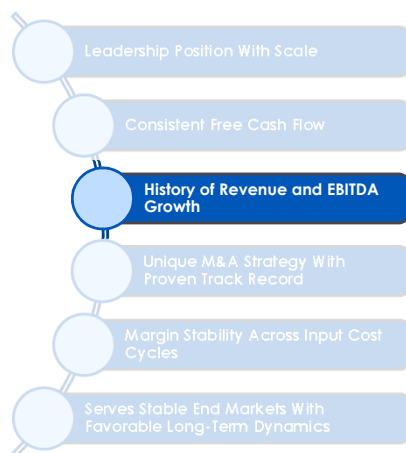 Leadership Position With Scale
Consistent Free Cash Flow
History of Revenue and EBITDA
Growth
Unique M&A Strategy With
Proven Track Record
Margin Stability Across Input Cost
Cycles
Serves Stable End Markets With
Favorable Long-Term Dynamics